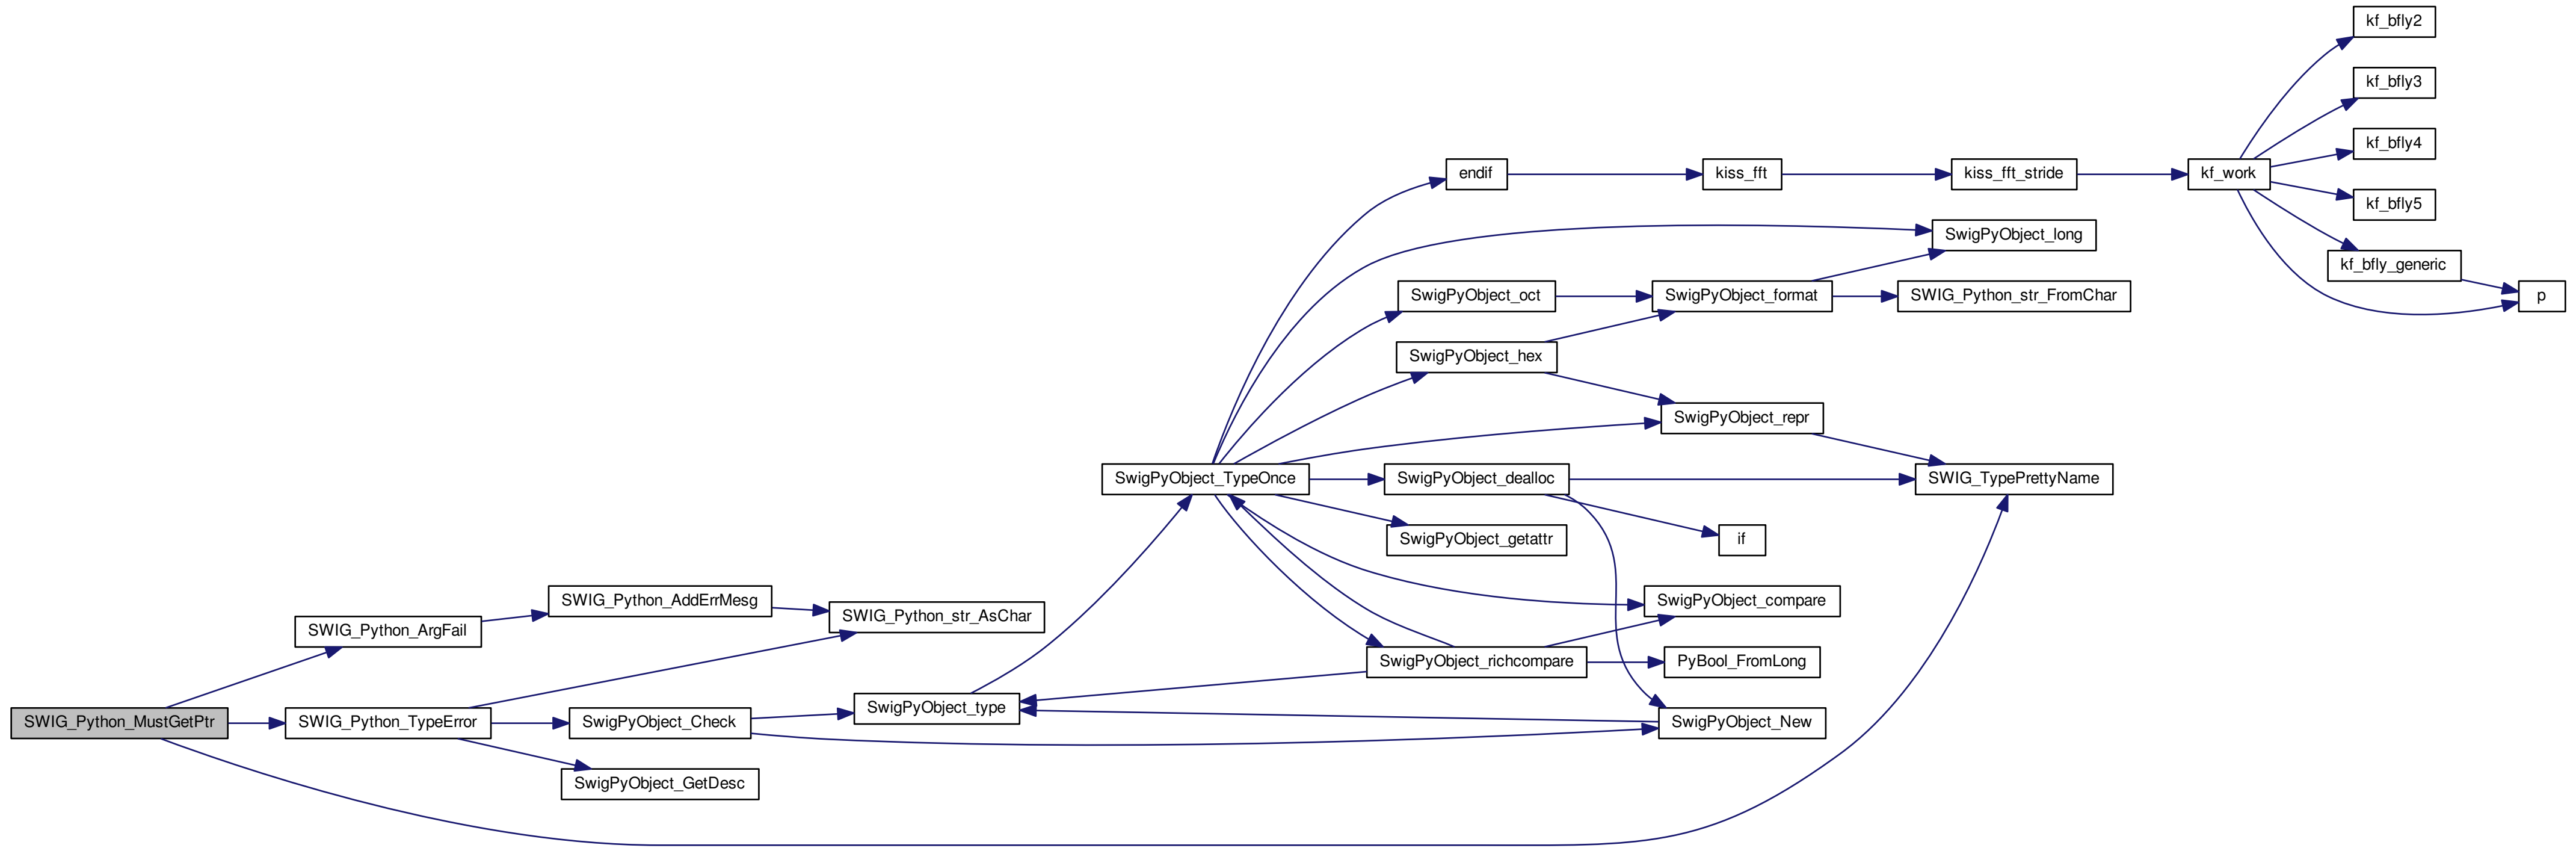 kf_bfly2
kf_bfly3
kf_bfly4
endif
kiss_fft
kiss_fft_stride
kf_work
kf_bfly5
SwigPyObject_long
kf_bfly_generic
SwigPyObject_oct
SwigPyObject_format
SWIG_Python_str_FromChar
p
SwigPyObject_hex
SwigPyObject_repr
SwigPyObject_TypeOnce
SwigPyObject_dealloc
SWIG_TypePrettyName
SwigPyObject_getattr
if
SWIG_Python_AddErrMesg
SwigPyObject_compare
SWIG_Python_str_AsChar
SWIG_Python_ArgFail
SwigPyObject_richcompare
PyBool_FromLong
SwigPyObject_type
SWIG_Python_MustGetPtr
SWIG_Python_TypeError
SwigPyObject_Check
SwigPyObject_New
SwigPyObject_GetDesc